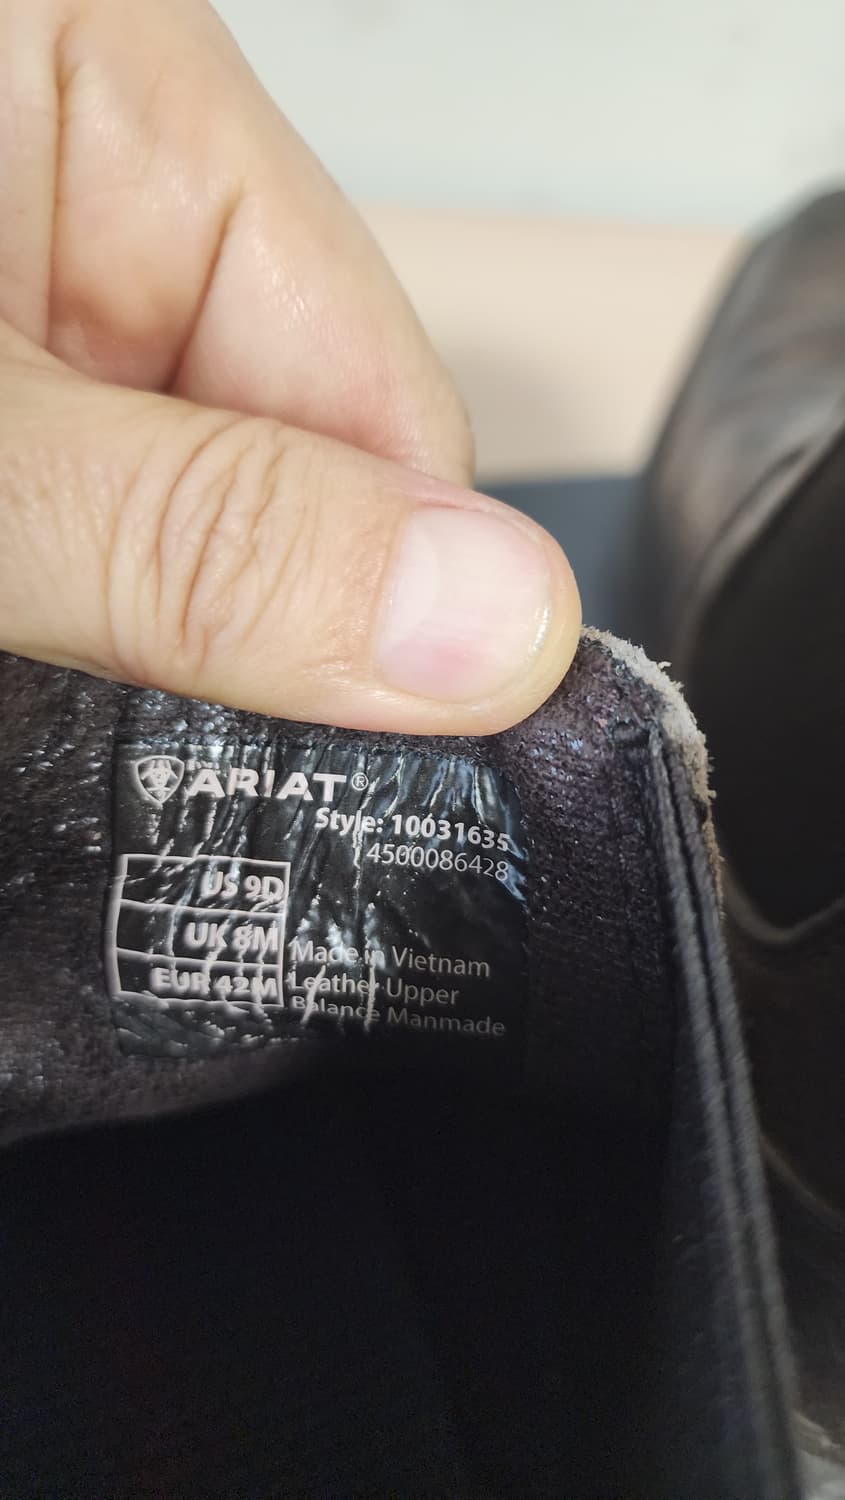 ARIAT®
Style: 10031635
4500086428
US 9D
UK 8M
EUR 42M
Made in Vietnam
Leather Upper
Balance Manmade